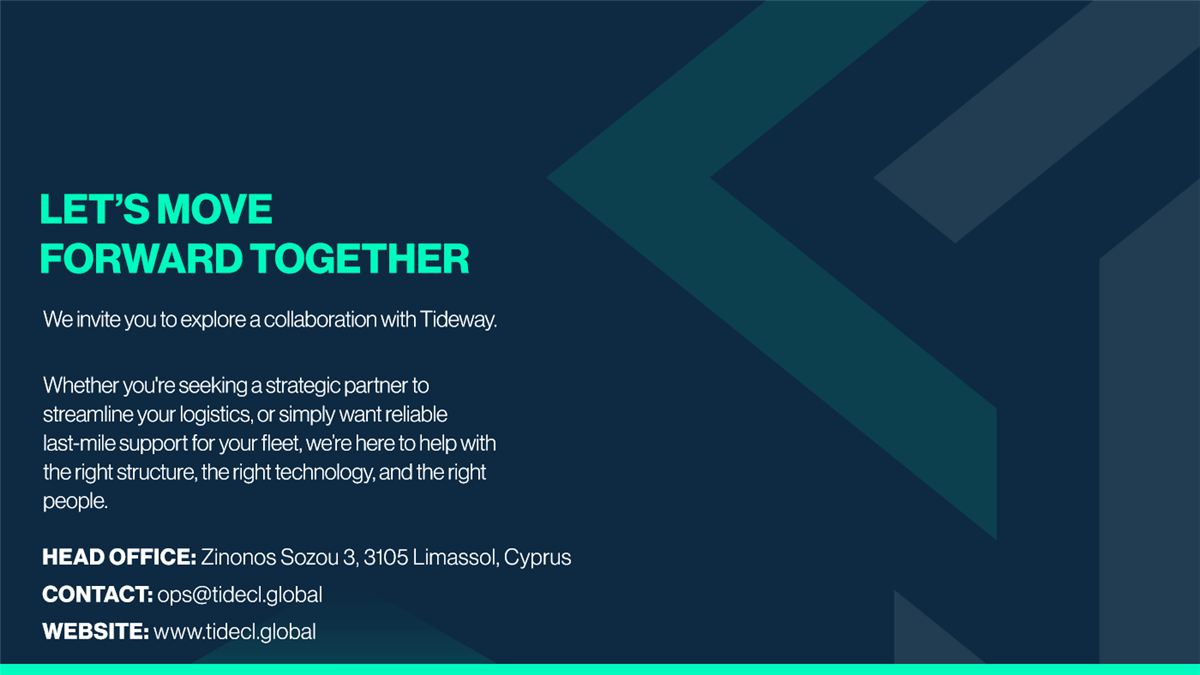 LET’S MOVE
FORWARD TOGETHER
We invite you to explore a collaboration with Tideway.
Whether you're seeking a strategic partner to
streamline your logistics, or simply want reliable
last-mile support for your fleet, we’re here to help with
the right structure, the right technology, and the right
people.
HEAD OFFICE: Zinonos Sozou 3, 3105 Limassol, Cyprus
CONTACT: ops@tidecl.global
WEBSITE: www.tidecl.global